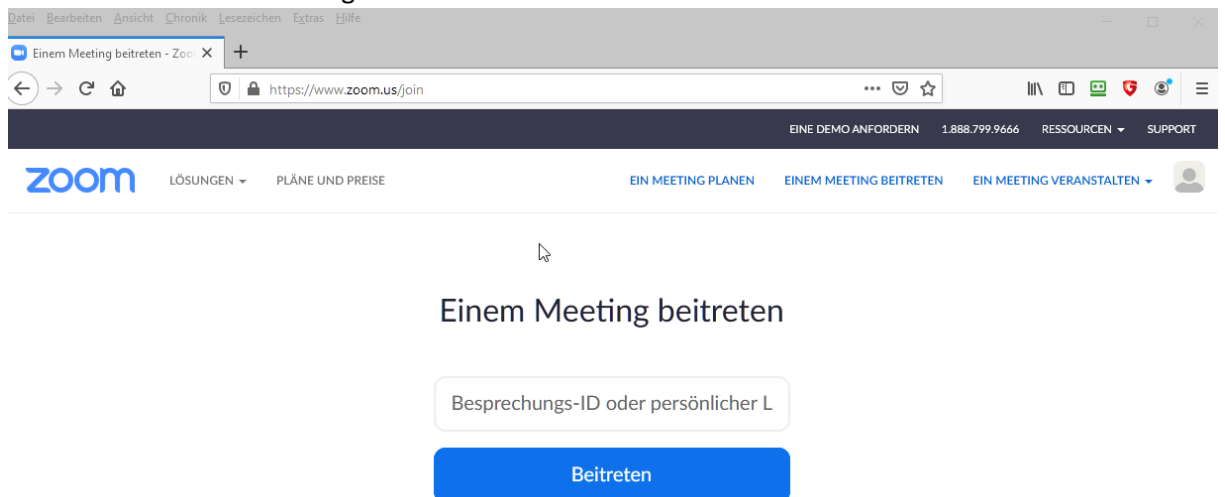 Datei Bearbeiten Ansicht Chronik Lesezeichen Extras Hilfe
Einem Meeting beitreten - Zoo
https://www.zoom.us/join
EINE DEMO ANFORDERN 1.888.799.9666 RESSOURCEN SUPPORT
zoom LÖSUNGEN PLÄNE UND PREISE EIN MEETING PLANEN EINEM MEETING BEITRETEN EIN MEETING VERANSTALTEN
Einem Meeting beitreten
Besprechungs-ID oder persönlicher L
Beitreten